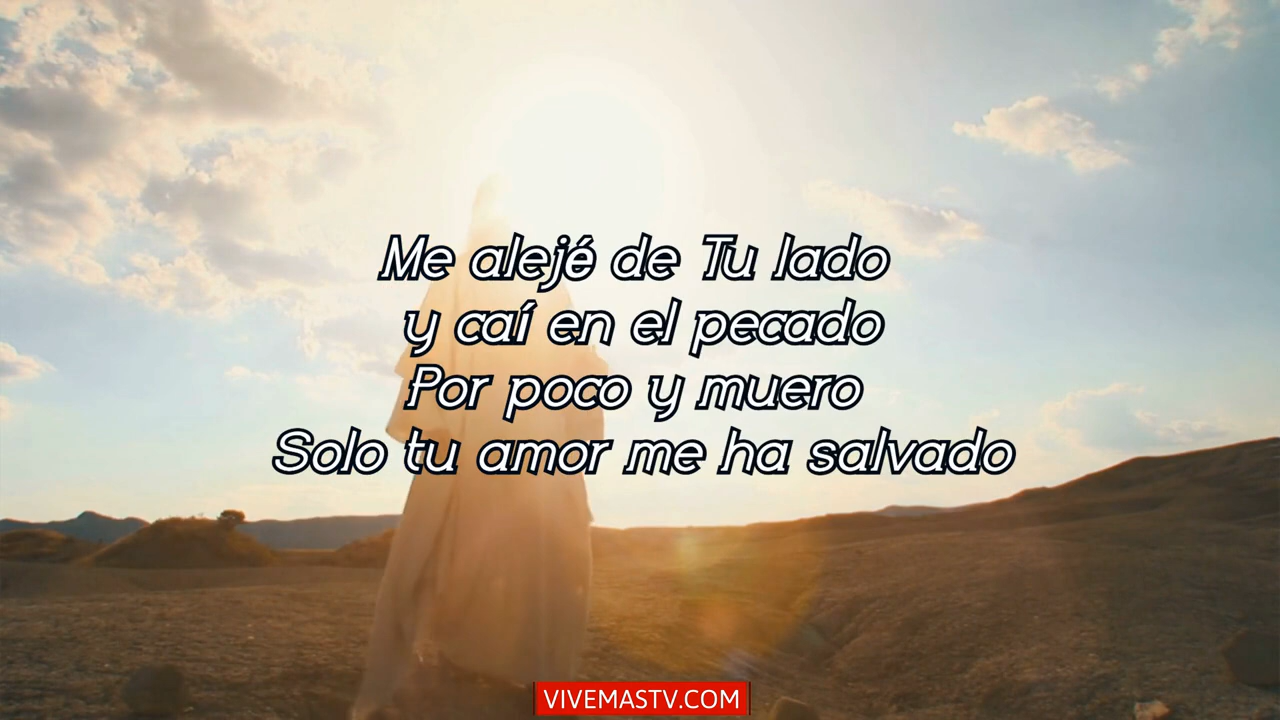 Me alejé de Tu lado
y caí en el pecado
Por poco y muero
Solo tu amor me ha salvado
VIVEMASTV.COM